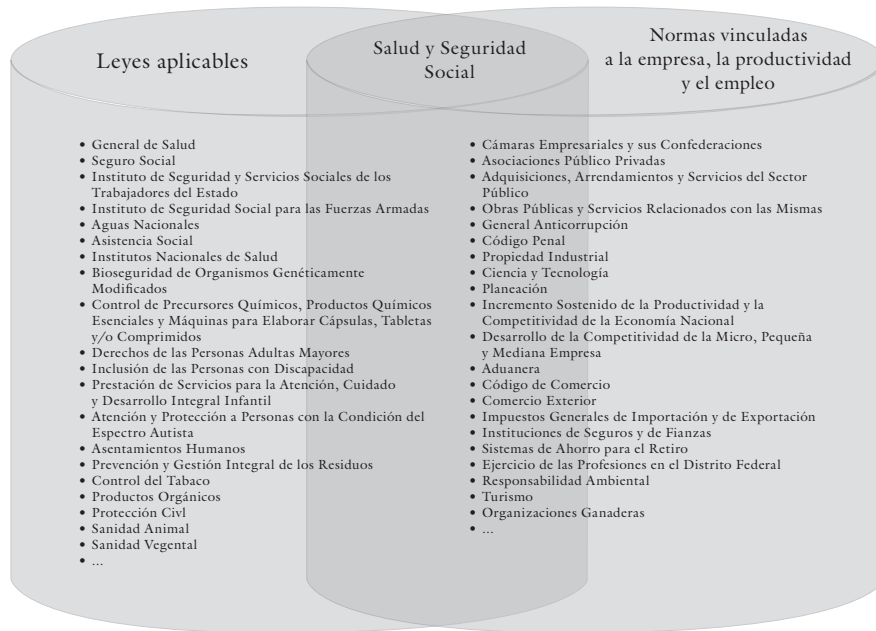 Leyes aplicables
Salud y Seguridad
Social
Normas vinculadas
a la empresa, la productividad
y el empleo
• General de Salud
• Seguro Social
• Instituto de Seguridad y Servicios Sociales de los
Trabajadores del Estado
• Instituto de Seguridad Social para las Fuerzas Armadas
• Aguas Nacionales
• Asistencia Social
• Institutos Nacionales de Salud
• Bioseguridad de Organismos Genéticamente
Modificados
• Control de Precursores Químicos, Productos Químicos
Esenciales y Máquinas para Elaborar Cápsulas, Tabletas
y/o Comprimidos
• Derechos de las Personas Adultas Mayores
• Inclusión de las Personas con Discapacidad
• Prestación de Servicios para la Atención, Cuidado
y Desarrollo Integral Infantil
• Atención y Protección a Personas con la Condición del
Espectro Autista
• Asentamientos Humanos
• Prevención y Gestión Integral de los Residuos
• Control del Tabaco
• Productos Orgánicos
• Protección Civl
• Sanidad Animal
• Sanidad Vegental
• ...
• Cámaras Empresariales y sus Confederaciones
• Asociaciones Público Privadas
• Adquisiciones, Arrendamientos y Servicios del Sector
Público
• Obras Públicas y Servicios Relacionados con las Mismas
• General Anticorrupción
• Código Penal
• Propiedad Industrial
• Ciencia y Tecnología
• Planeación
• Incremento Sostenido de la Productividad y la
Competitividad de la Economía Nacional
• Desarrollo de la Competitividad de la Micro, Pequeña
y Mediana Empresa
• Aduanera
• Código de Comercio
• Comercio Exterior
• Impuestos Generales de Importación y de Exportación
• Instituciones de Seguros y de Fianzas
• Sistemas de Ahorro para el Retiro
• Ejercicio de las Profesiones en el Distrito Federal
• Responsabilidad Ambiental
• Turismo
• Organizaciones Ganaderas
• ...